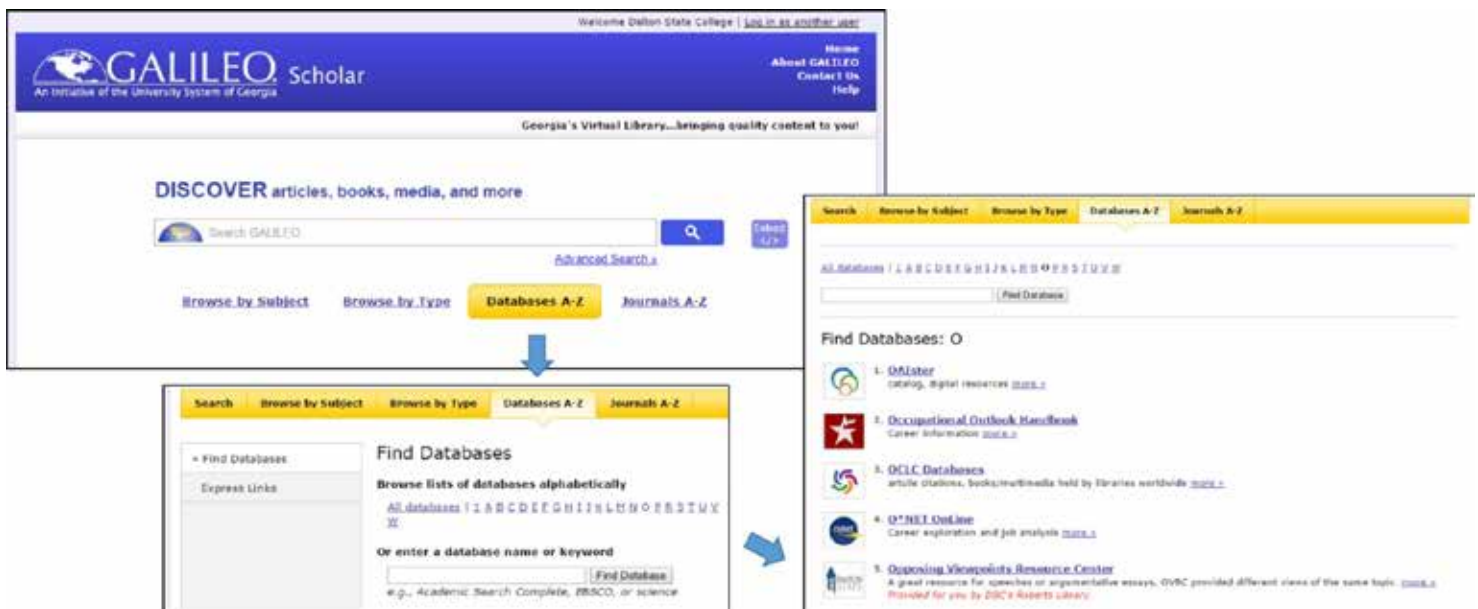 Welcome Dalton State College | Log in as another user
GALILEO Scholar
An Initiative of the University System of Georgia
Home
About GALILEO
Contact Us
Help
Georgia's Virtual Library...bringing quality content to you!
DISCOVER articles, books, media, and more
Search GALILEO
Embed
</>
Advanced Search »
Browse by Subject Browse by Type Databases A-Z Journals A-Z
Search Browse by Subject Browse by Type Databases A-Z Journals A-Z
» Find Databases
Express Links
Find Databases
Browse lists of databases alphabetically
All databases | 1 A B C D E F G H I J K L M N O P R S T U V
W
Or enter a database name or keyword
Find Database
e.g., Academic Search Complete, EBSCO, or science
Search Browse by Subject Browse by Type Databases A-Z Journals A-Z
All databases | 1 A B C D E F G H I J K L M N O P R S T U V W
Find Database
Find Databases: O
1. OAIster
catalog, digital resources more »
2. Occupational Outlook Handbook
Career Information more »
3. OCLC Databases
article citations, books/multimedia held by libraries worldwide more »
4. O*NET OnLine
Career exploration and job analysis more »
5. Opposing Viewpoints Resource Center
A great resource for speeches or argumentative essays, OVRC provided different views of the same topic. more »
Provided for you by DSC's Roberts Library